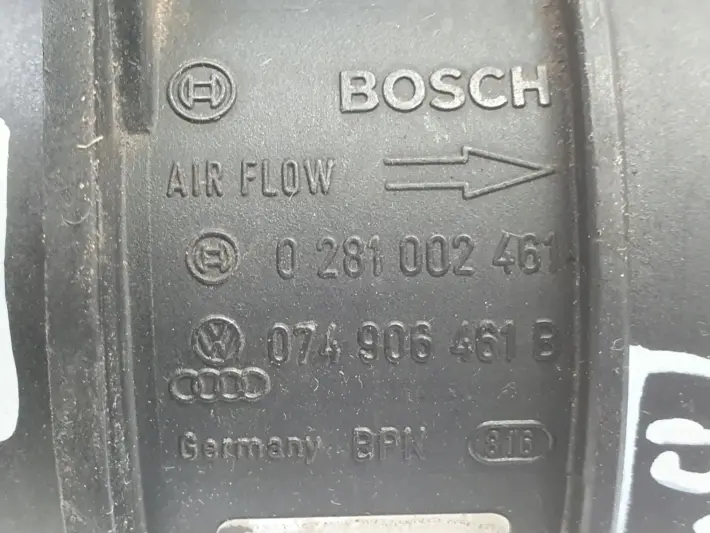 BOSCH
AIR FLOW
0 281 002 461
074 906 461 B
Germany BPN 816